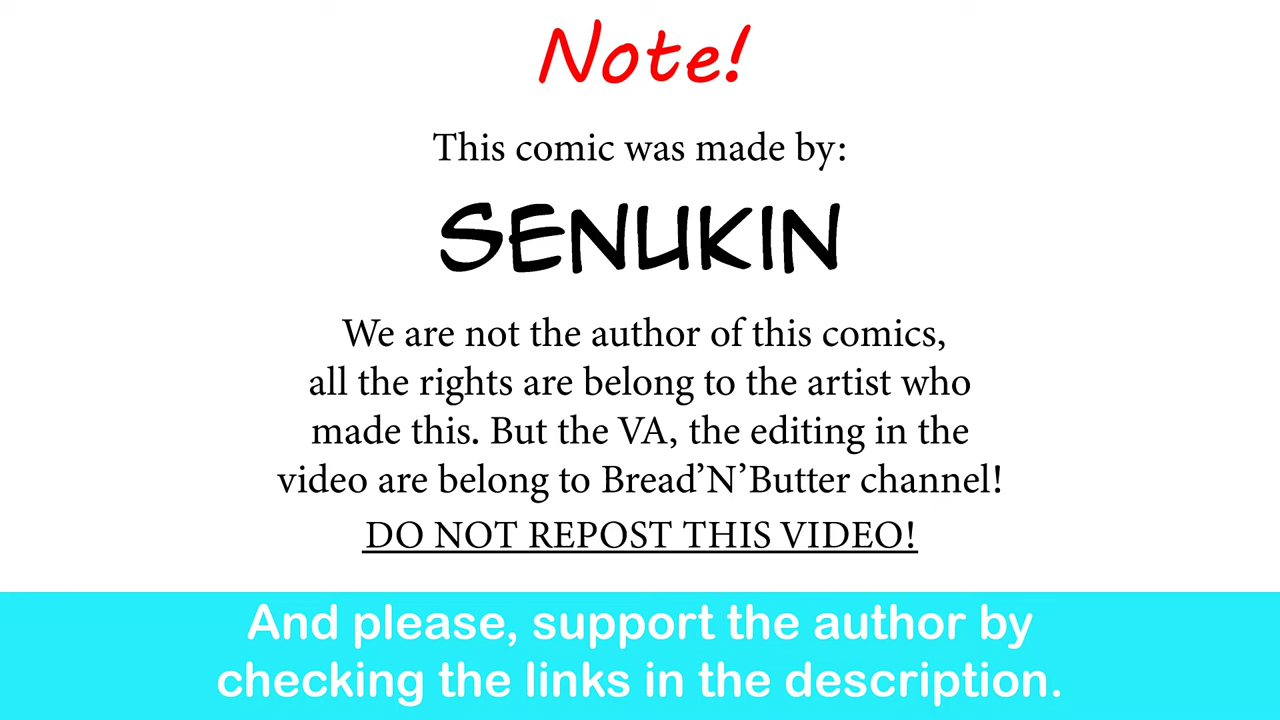 Note!
This comic was made by:
SENUKIN
We are not the author of this comics,
all the rights are belong to the artist who
made this. But the VA, the editing in the
video are belong to Bread’N’Butter channel!
DO NOT REPOST THIS VIDEO!
And please, support the author by
checking the links in the description.